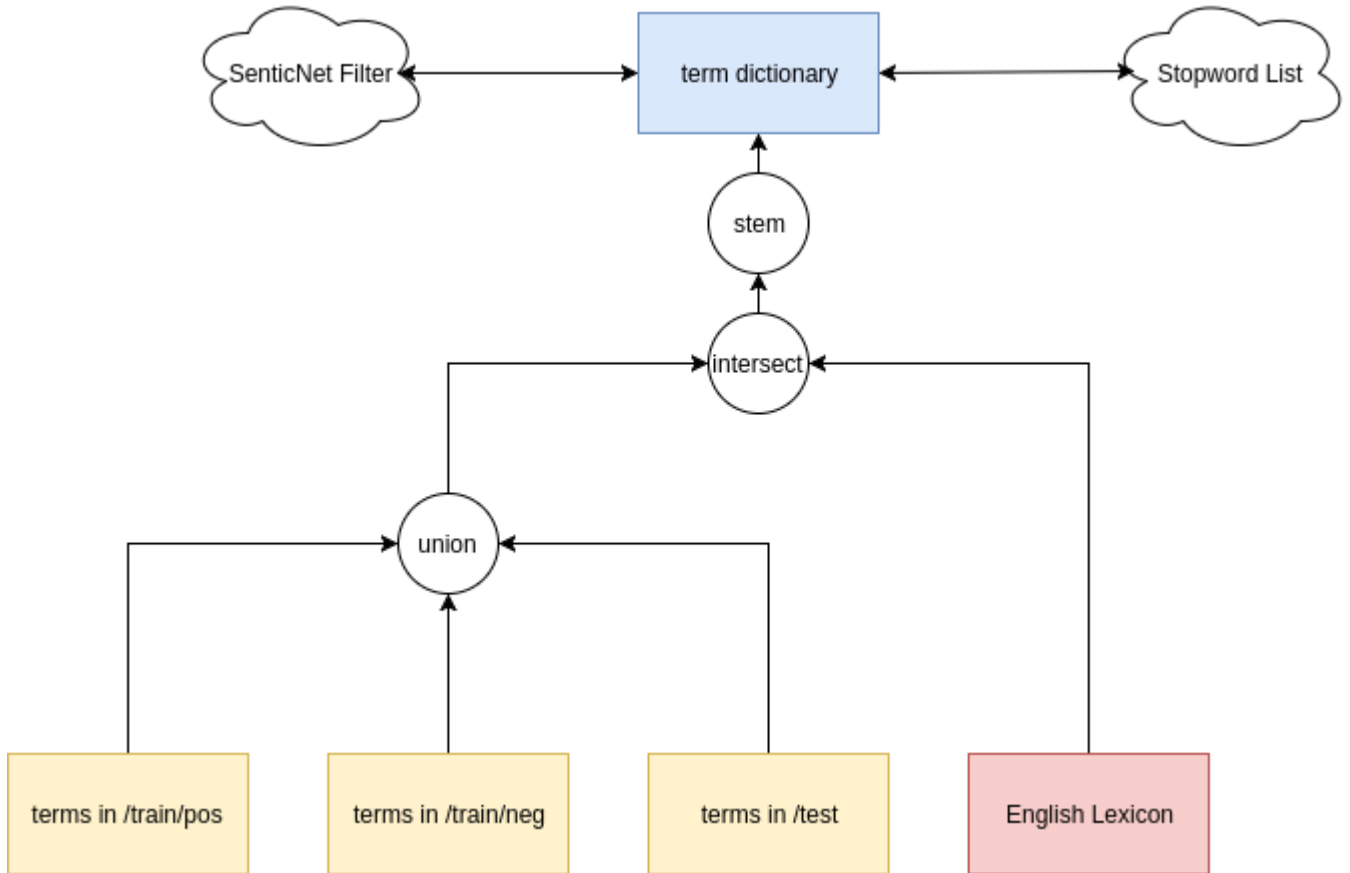 SenticNet Filter
term dictionary
Stopword List
stem
intersect
union
terms in /train/pos
terms in /train/neg
terms in /test
English Lexicon